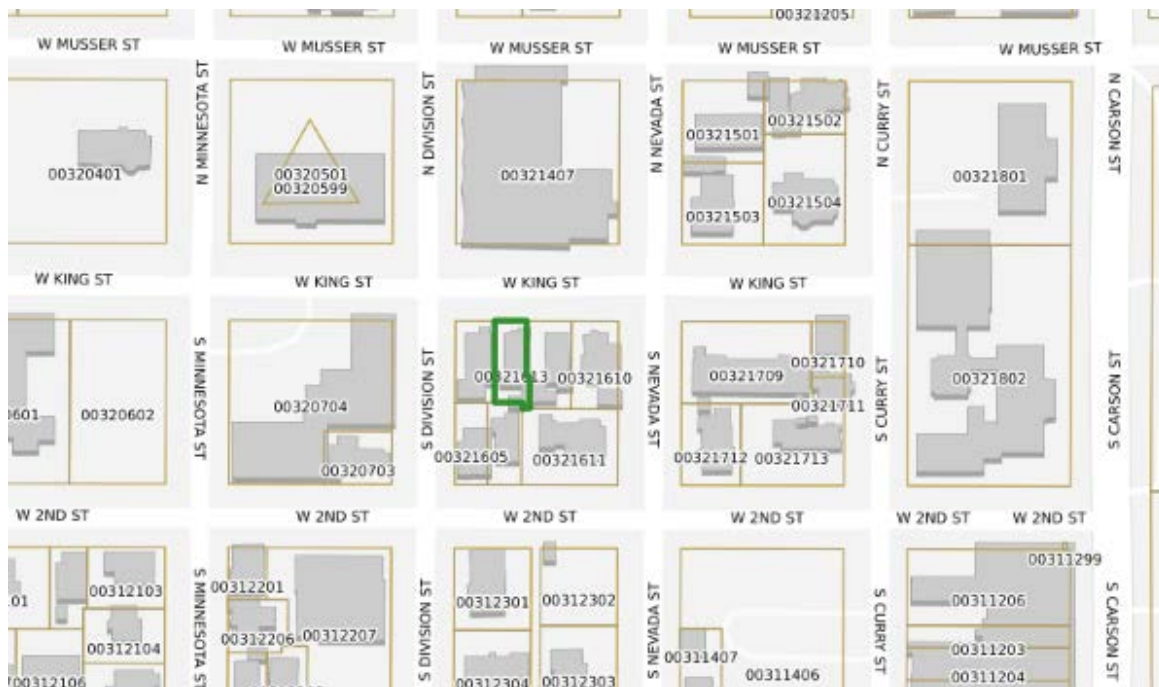 00321205
W MUSSER ST
W MUSSER ST
W MUSSER ST
W MUSSER ST
W MUSSER ST
N MINNESOTA ST
N DIVISION ST
N NEVADA ST
N CURRY ST
N CARSON ST
00320401
00320501
00320599
00321407
00321501
00321502
00321503
00321504
00321801
W KING ST
W KING ST
W KING ST
W KING ST
S MINNESOTA ST
S DIVISION ST
S NEVADA ST
S CURRY ST
S CARSON ST
0601
00320602
00320704
00320703
00321613
00321610
00321605
00321611
00321709
00321710
00321711
00321712
00321713
00321802
W 2ND ST
W 2ND ST
W 2ND ST
W 2ND ST
W 2ND ST
W 2ND ST
S MINNESOTA ST
S DIVISION ST
S NEVADA ST
S CURRY ST
S CARSON ST
101
00312103
00312104
00312106
00312201
00312206
00312207
00312301
00312302
00312304
00312303
00311407
00311406
00311299
00311206
00311203
00311204